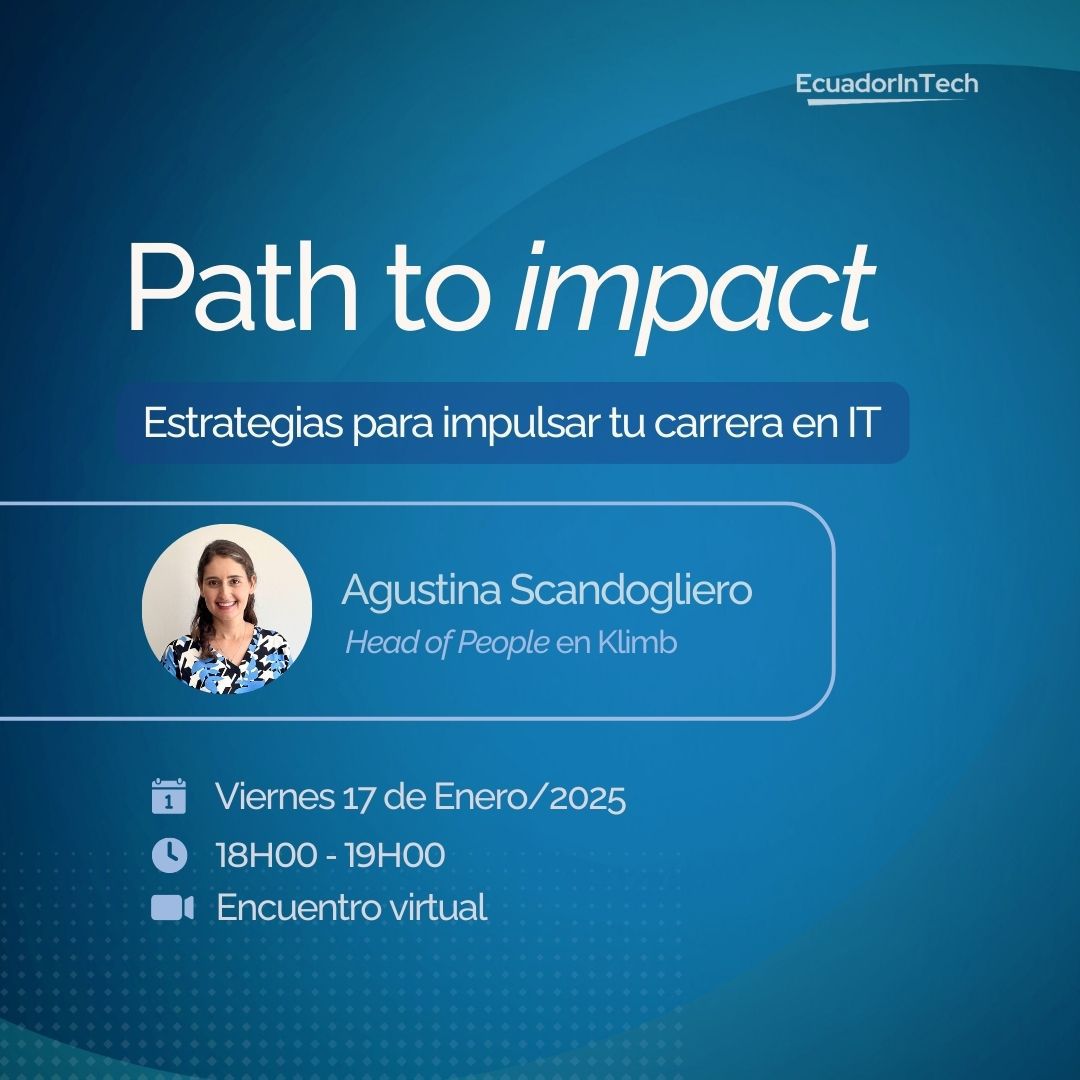 EcuadorInTech
Path to impact
Estrategias para impulsar tu carrera en IT
Agustina Scandogliero
Head of People en Klimb
1
Viernes 17 de Enero/2025
18H00 - 19H00
Encuentro virtual